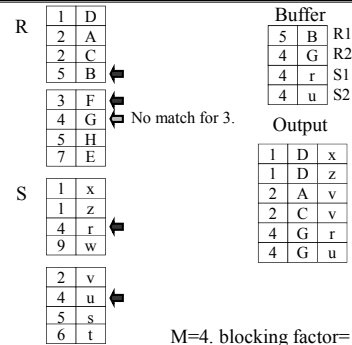 R
1 D
2 A
2 C
5 B
3 F
4 G No match for 3.
5 H
7 E
S
1 x
1 z
4 r
9 w
2 v
4 u
5 s
6 t
Buffer
5 B R1
4 G R2
4 r S1
4 u S2
Output
1 D x
1 D z
2 A v
2 C v
4 G r
4 G u
M=4. blocking factor=